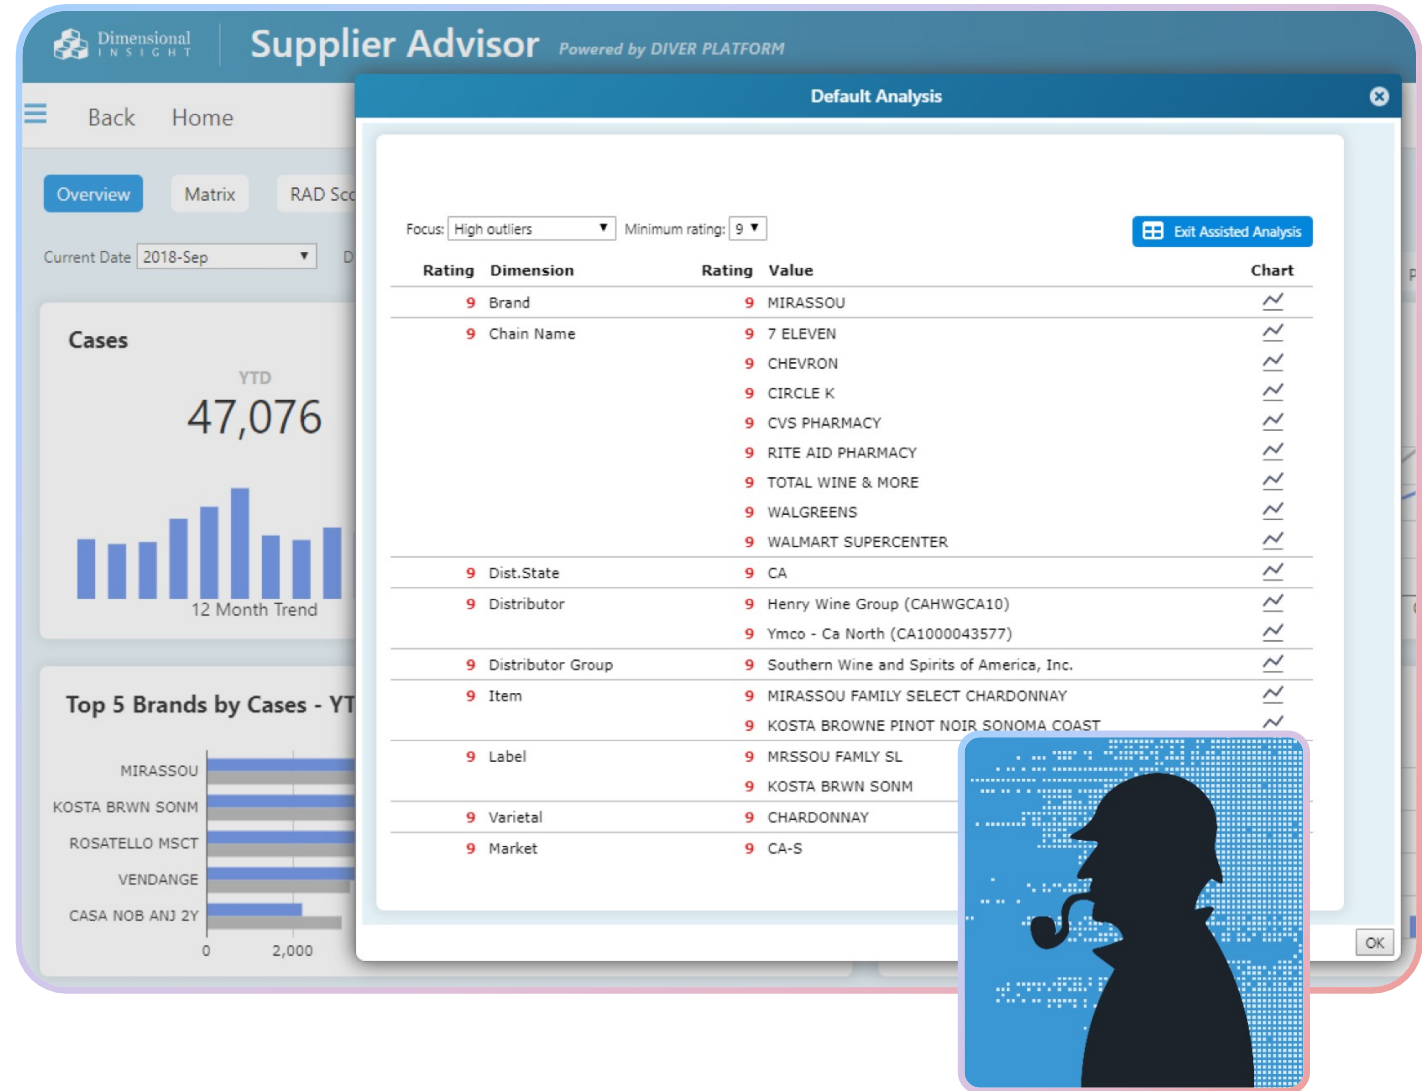 Dimensional
INSIGHT
Supplier Advisor Powered by DIVER PLATFORM
Default Analysis
Back Home
Overview Matrix RAD Sco
Current Date 2018-Sep D
Focus: High outliers Minimum rating: 9 Exit Assisted Analysis
Rating Dimension Rating Value Chart
9 Brand 9 MIRASSOU
9 Chain Name 9 7 ELEVEN
9 CHEVRON
9 CIRCLE K
9 CVS PHARMACY
9 RITE AID PHARMACY
9 TOTAL WINE & MORE
9 WALGREENS
9 WALMART SUPERCENTER
9 Dist.State 9 CA
9 Distributor 9 Henry Wine Group (CAHWGCA10)
9 Ymco - Ca North (CA1000043577)
9 Distributor Group 9 Southern Wine and Spirits of America, Inc.
9 Item 9 MIRASSOU FAMILY SELECT CHARDONNAY
9 KOSTA BROWNE PINOT NOIR SONOMA COAST
9 Label 9 MRSSOU FAMLY SL
9 KOSTA BRWN SONM
9 Varietal 9 CHARDONNAY
9 Market 9 CA-S
OK
Cases
YTD
47,076
12 Month Trend
Top 5 Brands by Cases - YT
MIRASSOU
KOSTA BRWN SONM
ROSATELLO MSCT
VENDANGE
CASA NOB ANJ 2Y
0 2,000